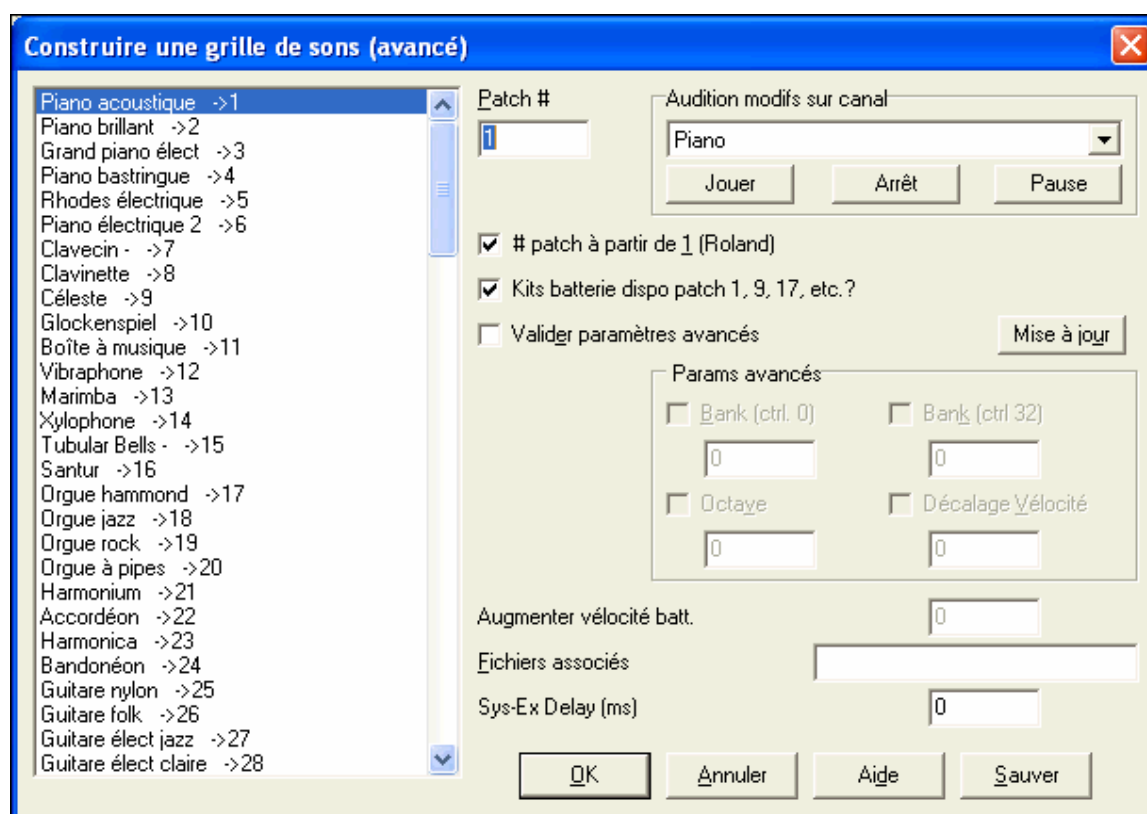 Construire une grille de sons (avancé)
Piano acoustique ->1
Piano brillant ->2
Grand piano élect ->3
Piano bastringue ->4
Rhodes électrique ->5
Piano électrique 2 ->6
Clavecin - ->7
Clavinette ->8
Céleste ->9
Glockenspiel ->10
Boîte à musique ->11
Vibraphone ->12
Marimba ->13
Xylophone ->14
Tubular Bells - ->15
Santur ->16
Orgue hammond ->17
Orgue jazz ->18
Orgue rock ->19
Orgue à pipes ->20
Harmonium ->21
Accordéon ->22
Harmonica ->23
Bandonéon ->24
Guitare nylon ->25
Guitare folk ->26
Guitare élect jazz ->27
Guitare élect claire ->28
Patch #
1
Audition modifs sur canal
Piano
Jouer Arrêt Pause
# patch à partir de 1 (Roland)
Kits batterie dispo patch 1, 9, 17, etc.?
Valider paramètres avancés
Mise à jour
Params avancés
Bank (ctrl. 0) Bank (ctrl 32)
0 0
Octave Décalage Vélocité
0 0
Augmenter vélocité batt. 0
Fichiers associés
Sys-Ex Delay (ms) 0
OK Annuler Aide Sauver